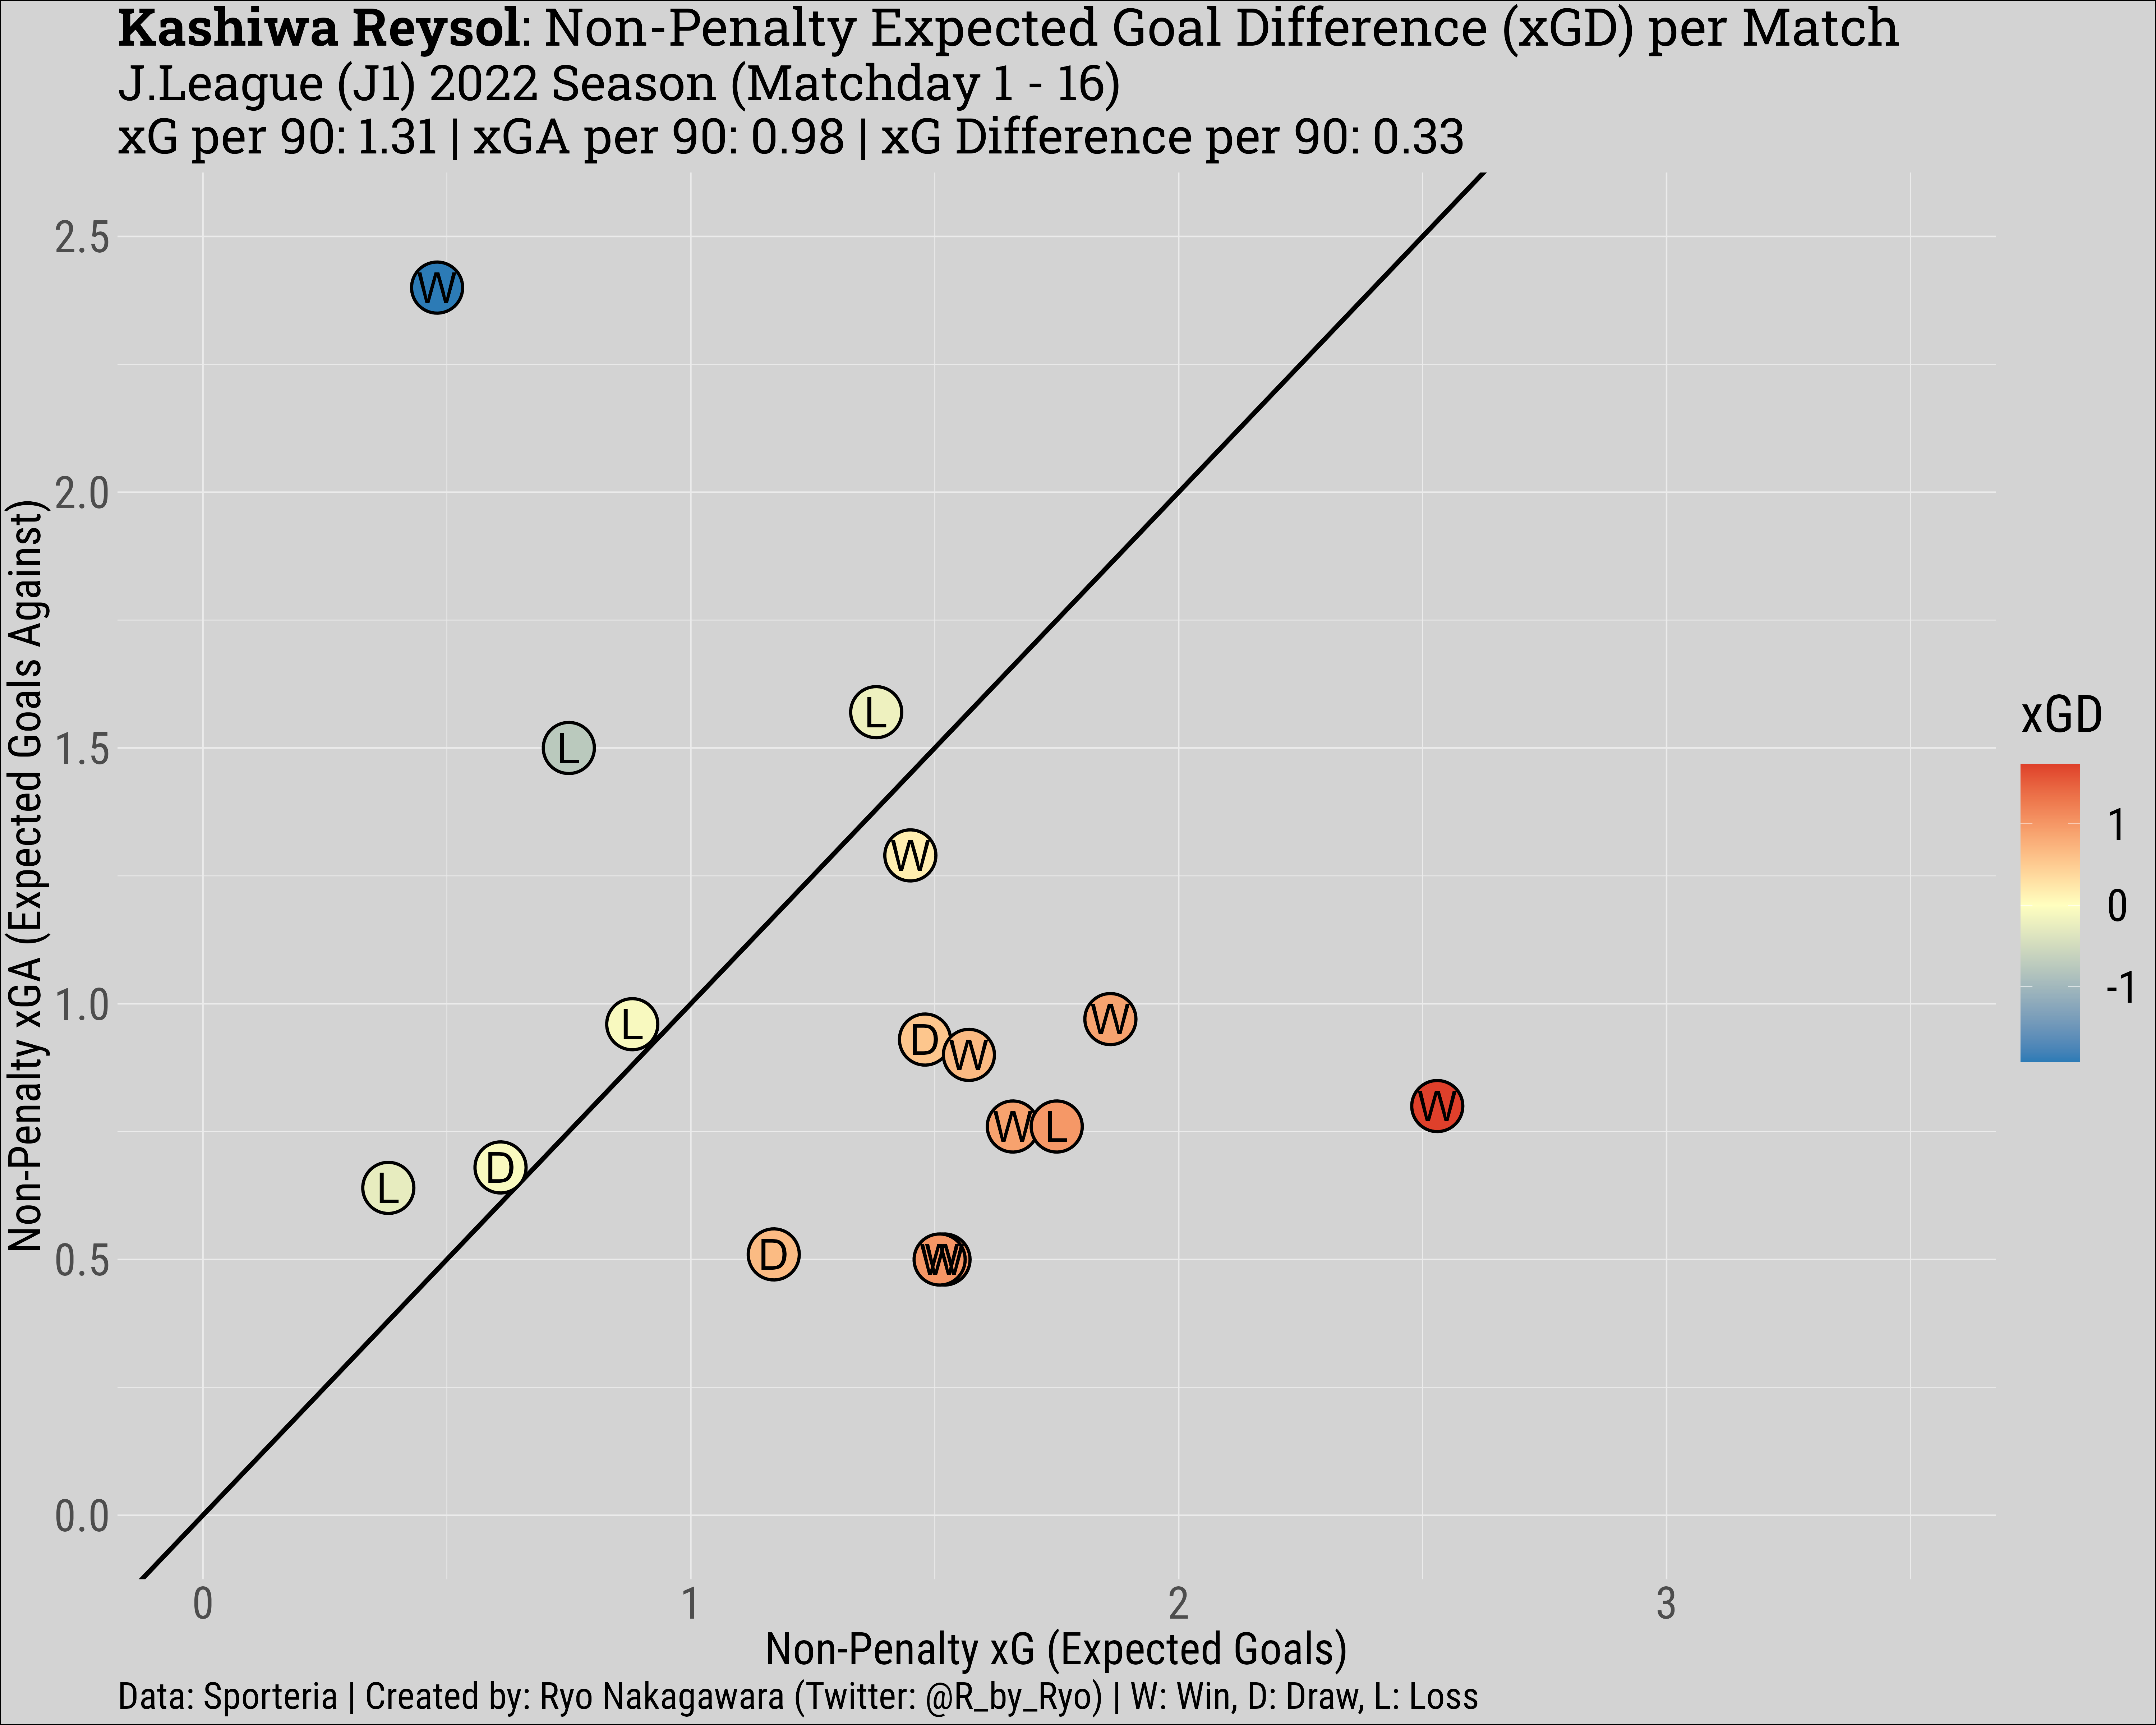 Kashiwa Reysol: Non-Penalty Expected Goal Difference (xGD) per Match
J.League (J1) 2022 Season (Matchday 1 - 16)
xG per 90: 1.31 | xGA per 90: 0.98 | xG Difference per 90: 0.33
Non-Penalty xGA (Expected Goals Against)
2.5
2.0
1.5
1.0
0.5
0.0
W
L
L
W
L
W
D
W
W
W
L
D
L
D
W
W
xGD
1
0
-1
0
1
2
3
Non-Penalty xG (Expected Goals)
Data: Sporteria | Created by: Ryo Nakagawara (Twitter: @R_by_Ryo) | W: Win, D: Draw, L: Loss